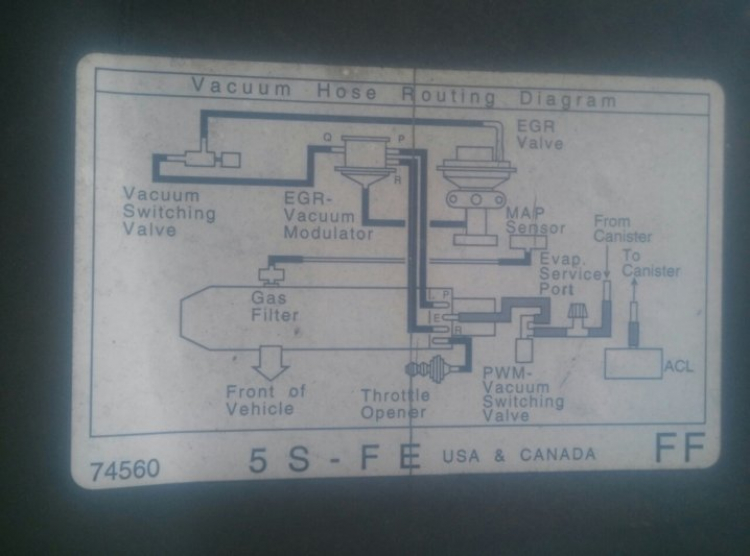 Vacuum Hose Routing Diagram
EGR
Valve
Q
P
R
Vacuum
Switching
Valve
EGR-
Vacuum
Modulator
MAP
Sensor
From
Canister
To
Canister
Evap.
Service
Port
Gas
Filter
L P
E
R
ACL
Front of
Vehicle
Throttle
Opener
PWM-
Vacuum
Switching
Valve
74560
5S-FE USA & CANADA FF